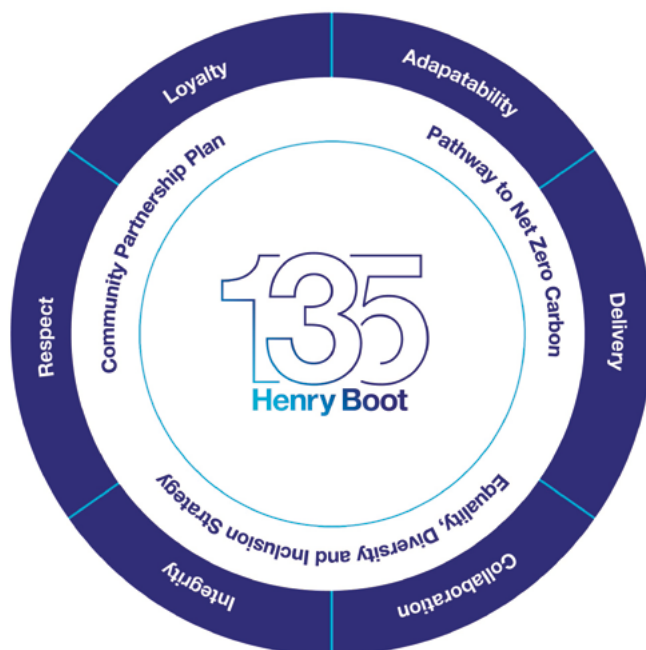 Loyalty
Adapatability
Delivery
Collaboration
Integrity
Respect
Community Partnership Plan
Pathway to Net Zero Carbon
Equality, Diversity and Inclusion Strategy
135
Henry Boot